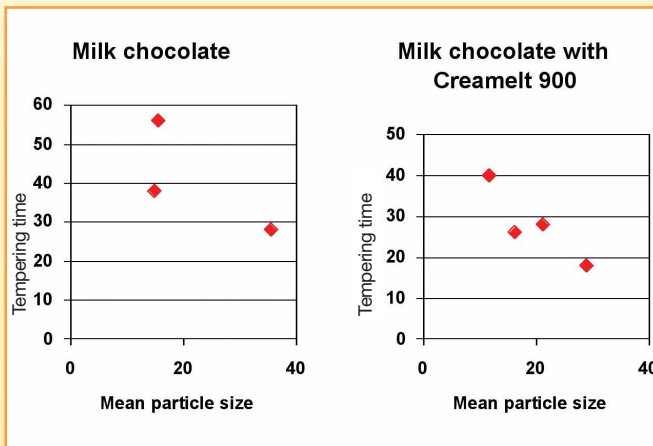 Milk chocolate
60
50
40
30
20
10
0
Tempering time
0 20 40
Mean particle size
Milk chocolate with
Creamelt 900
50
40
30
20
10
0
Tempering time
0 20 40
Mean particle size